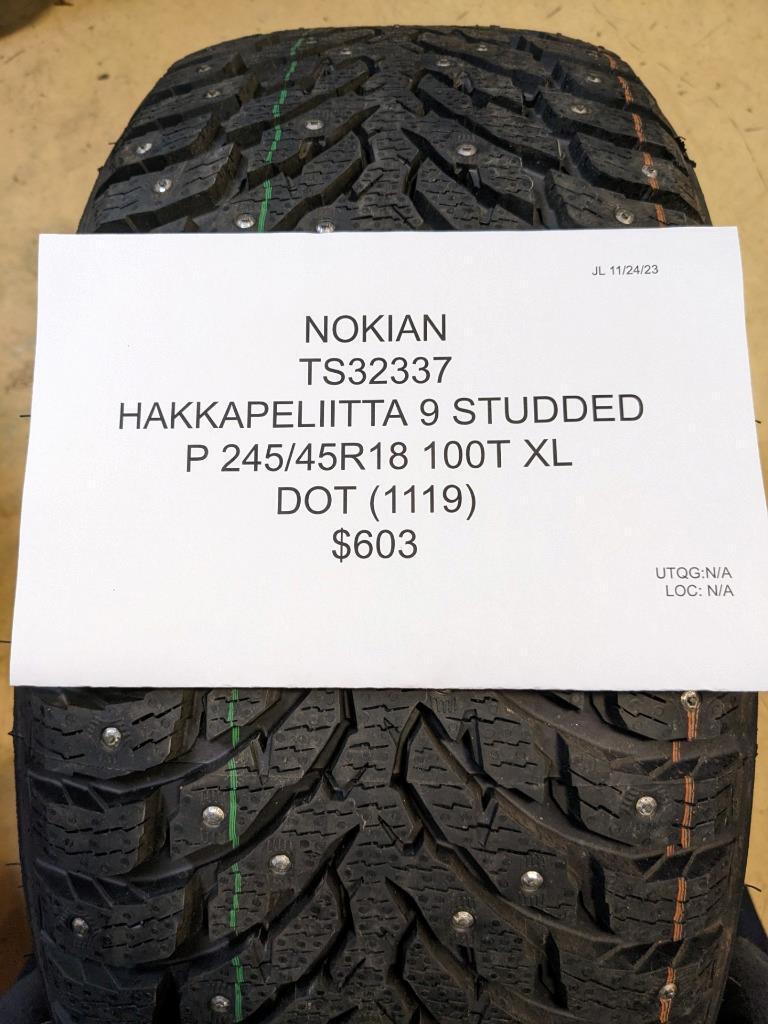 JL 11/24/23
NOKIAN
TS32337
HAKKAPELIITTA 9 STUDDED
P 245/45R18 100T XL
DOT (1119)
$603
UTQG:N/A
LOC: N/A